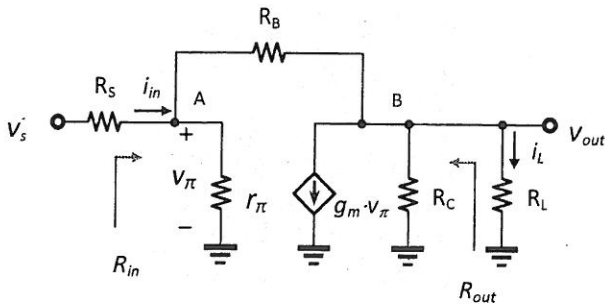 R_B
R_S
i_in
A
B
v_s
+
v_π
r_π
−
g_m·v_π
R_C
i_L
R_L
v_out
R_in
R_out